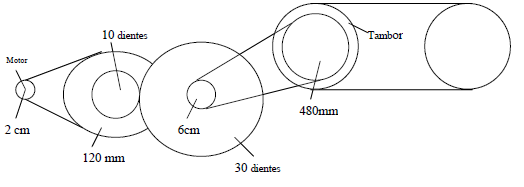 10 dientes
Tambor
Motor
480mm
2 cm
6cm
120 mm
30 dientes